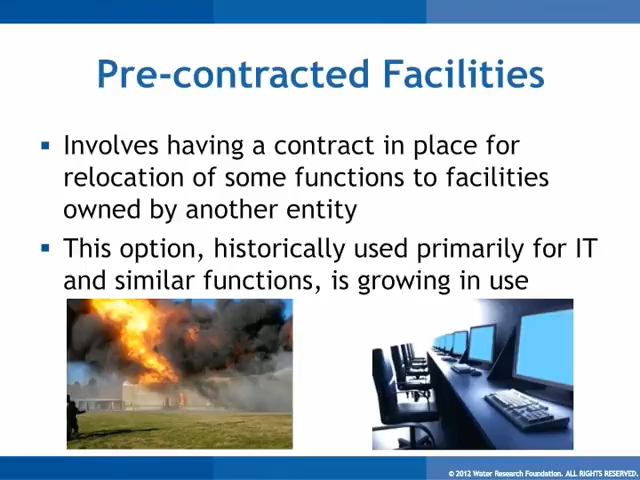 Pre-contracted Facilities
Involves having a contract in place for
relocation of some functions to facilities
owned by another entity
This option, historically used primarily for IT
and similar functions, is growing in use
© 2012 Water Research Foundation. ALL RIGHTS RESERVED.